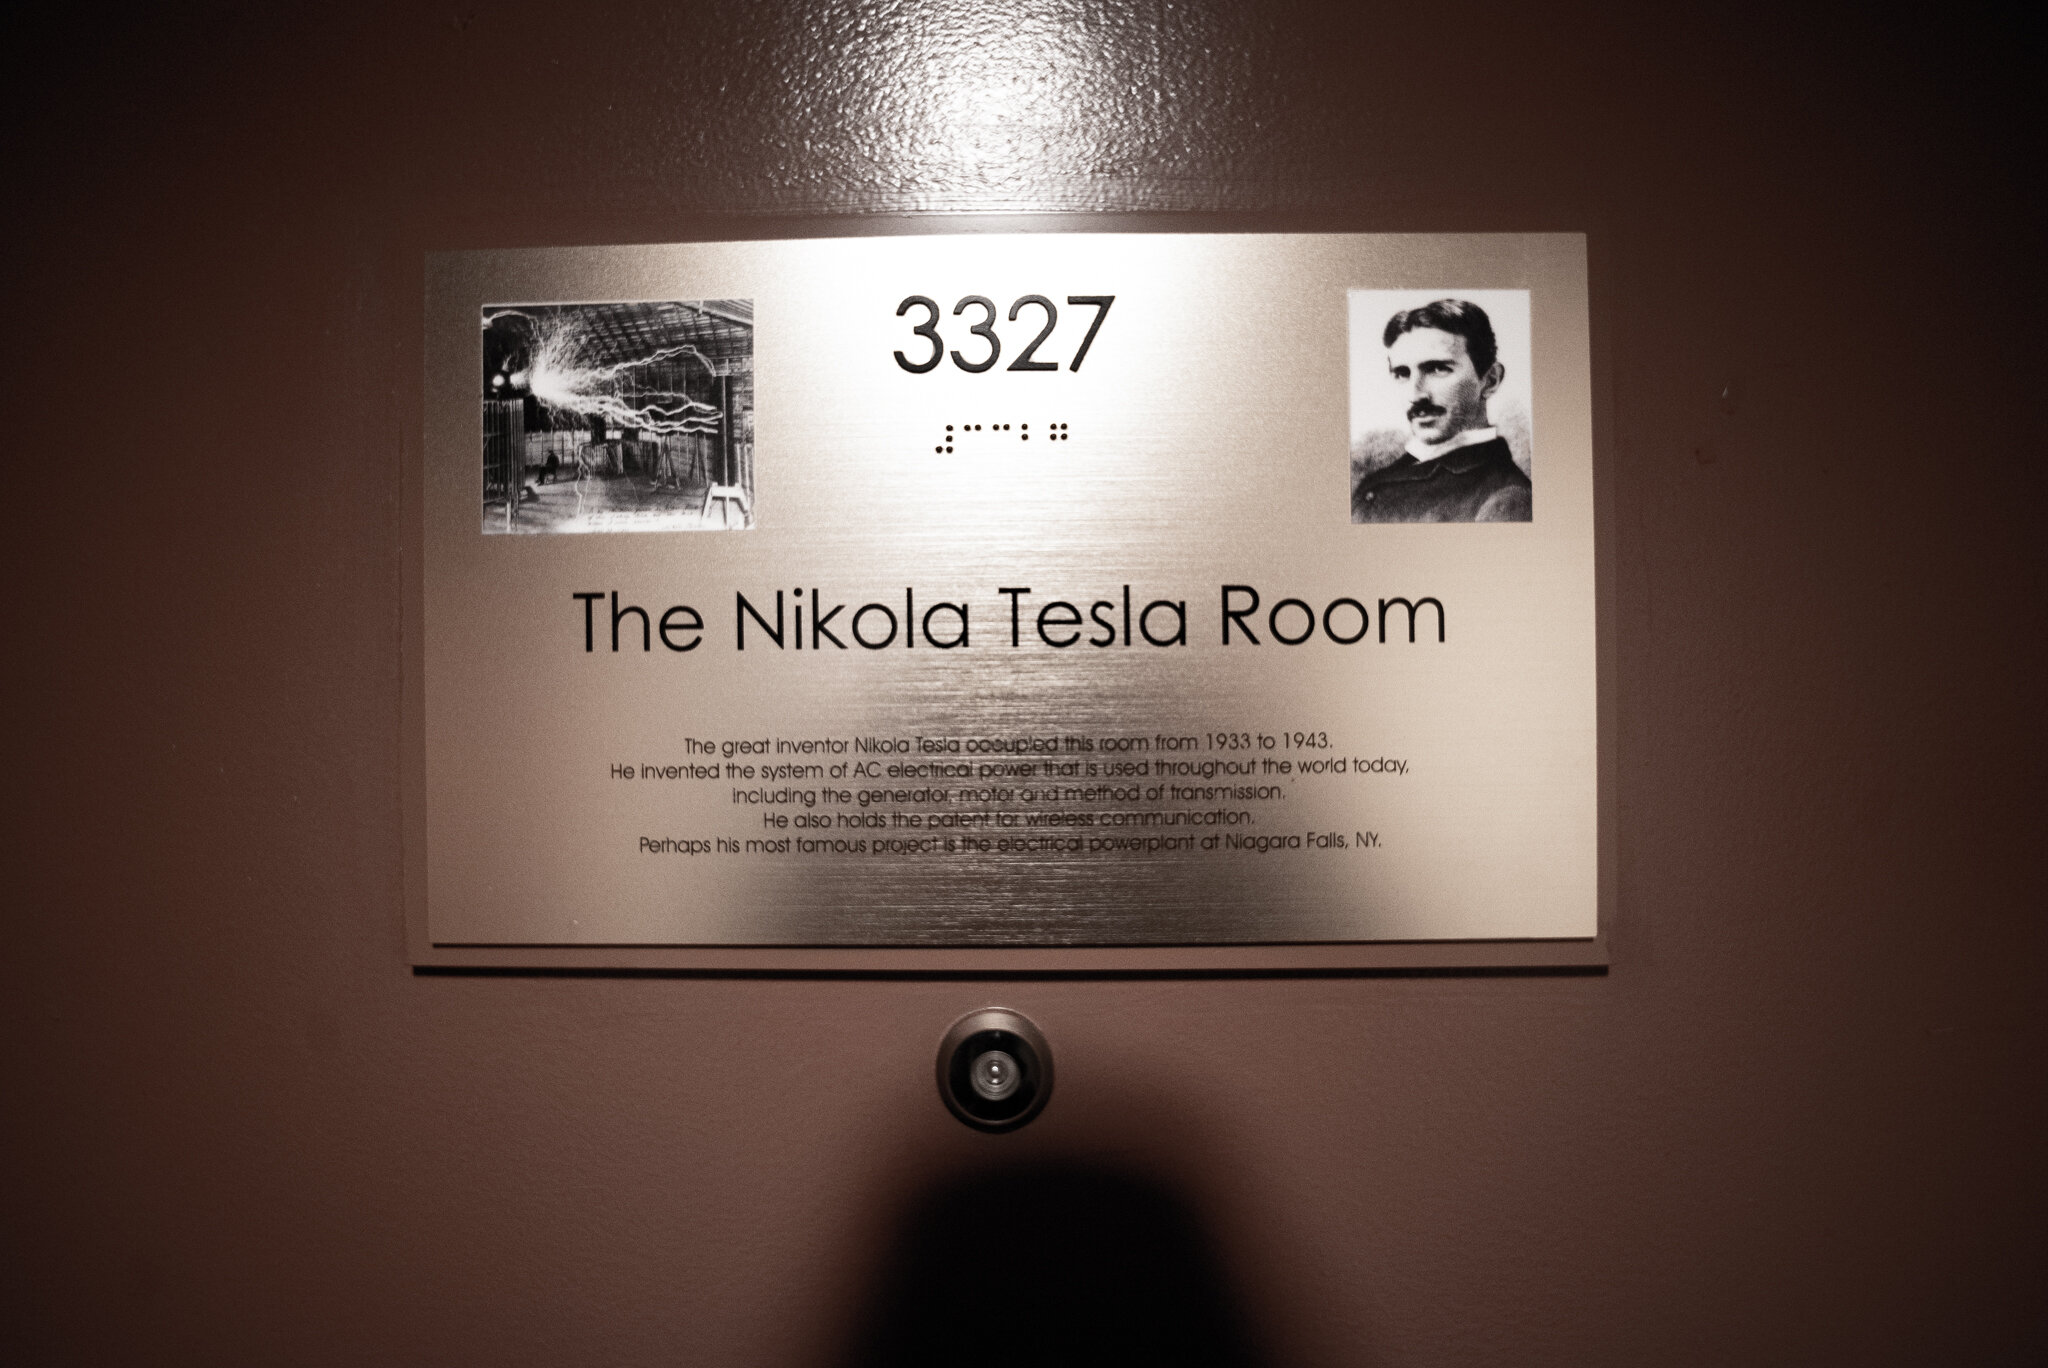 3327
⠼⠉⠉⠃⠛
The Nikola Tesla Room
The great inventor Nikola Tesla occupied this room from 1933 to 1943.
He invented the system of AC electrical power that is used throughout the world today,
including the generator, motor and method of transmission.
He also holds the patent for wireless communication.
Perhaps his most famous project is the electrical powerplant at Niagara Falls, NY.